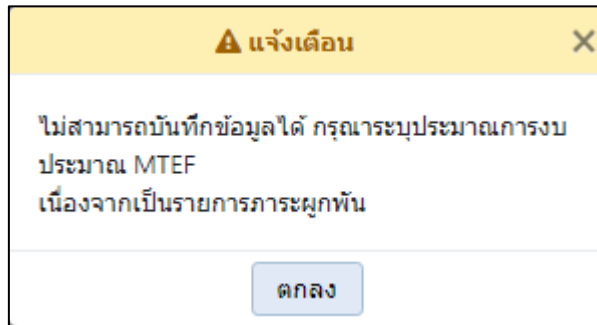 แจ้งเตือน
ไม่สามารถบันทึกข้อมูลได้ กรุณาระบุประมาณการงบ
ประมาณ MTEF
เนื่องจากเป็นรายการภาระผูกพัน
ตกลง